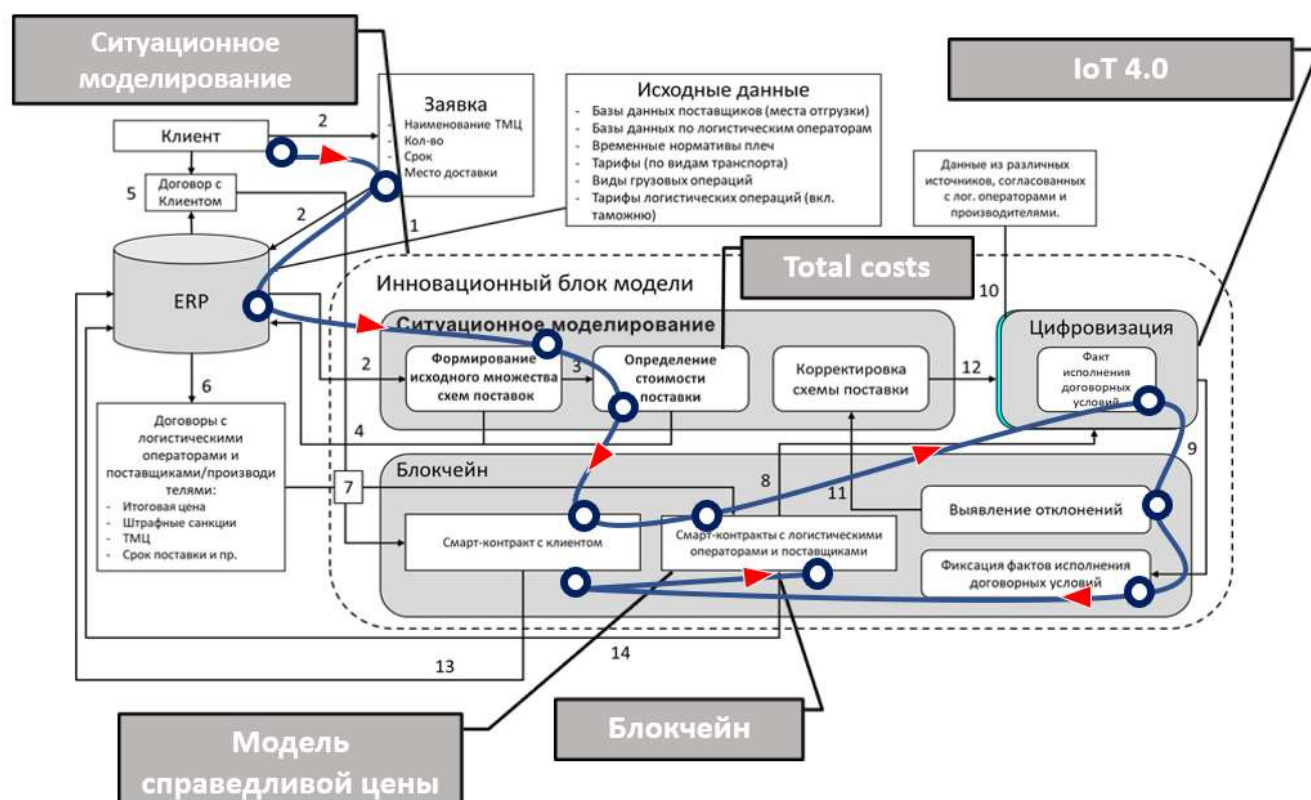 Ситуационное
моделирование
IoT 4.0
Клиент
2
Заявка
- Наименование ТМЦ
- Кол-во
- Срок
- Место доставки
Исходные данные
- Базы данных поставщиков (места отгрузки)
- Базы данных по логистическим операторам
- Временные нормативы плеч
- Тарифы (по видам транспорта)
- Виды грузовых операций
- Тарифы логистических операций (вкл.
таможню)
Данные из различных
источников, согласованных
с лог. операторами и
производителями.
5
Договор с
Клиентом
2
1
ERP
Total costs
Инновационный блок модели
10
Ситуационное моделирование
2
Формирование
исходного множества
схем поставок
3
Определение
стоимости
поставки
Корректировка
схемы поставки
12
Цифровизация
Факт
исполнения
договорных
условий
6
4
Договоры с
логистическими
операторами и
поставщиками/производи
телями:
- Итоговая цена
- Штрафные санкции
- ТМЦ
- Срок поставки и пр.
7
Блокчейн
8
11
9
Смарт-контракт с клиентом
Смарт-контракты с логистическими
операторами и поставщиками
Выявление отклонений
Фиксация фактов исполнения
договорных условий
13
14
Модель
справедливой цены
Блокчейн